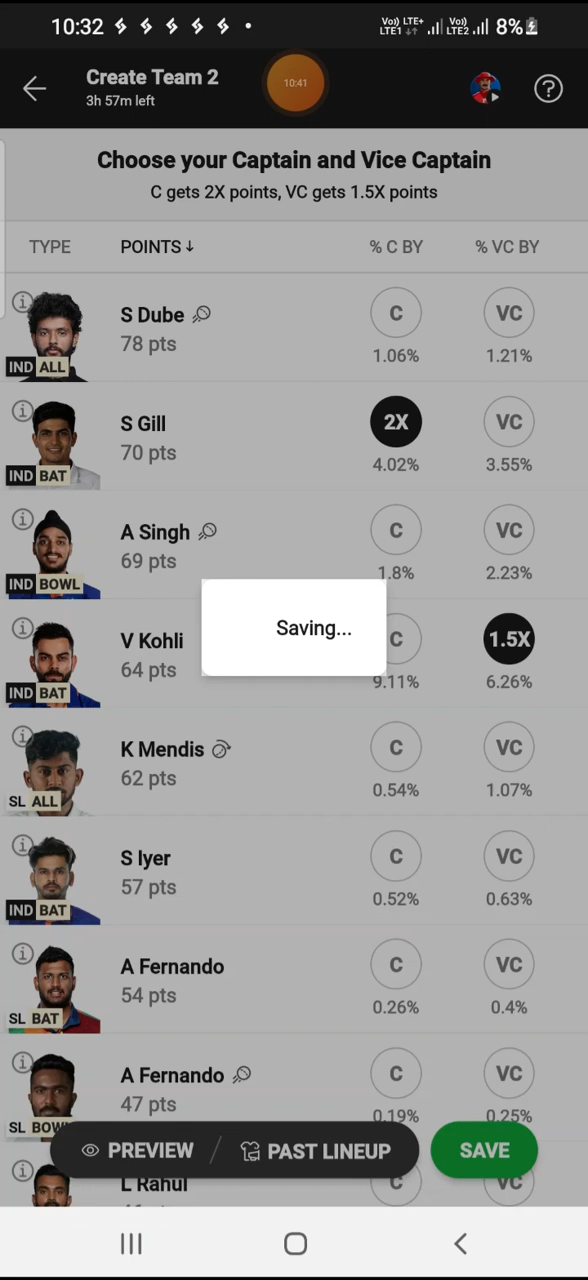 10:32
Vo) LTE+
LTE1
Vo)
LTE2
8%
Create Team 2
3h 57m left
10:41
?
Choose your Captain and Vice Captain
C gets 2X points, VC gets 1.5X points
TYPE POINTS ↓ % C BY % VC BY
S Dube C VC
78 pts
1.06% 1.21%
IND ALL
S Gill 2X VC
70 pts
4.02% 3.55%
IND BAT
A Singh C VC
69 pts
1.8% 2.23%
IND BOWL
Saving...
V Kohli C 1.5X
64 pts
9.11% 6.26%
IND BAT
K Mendis C VC
62 pts
0.54% 1.07%
SL ALL
S Iyer C VC
57 pts
0.52% 0.63%
IND BAT
A Fernando C VC
54 pts
0.26% 0.4%
SL BAT
A Fernando C VC
47 pts
0.19% 0.25%
SL BOWL
PREVIEW / PAST LINEUP SAVE
L Rahul C VC